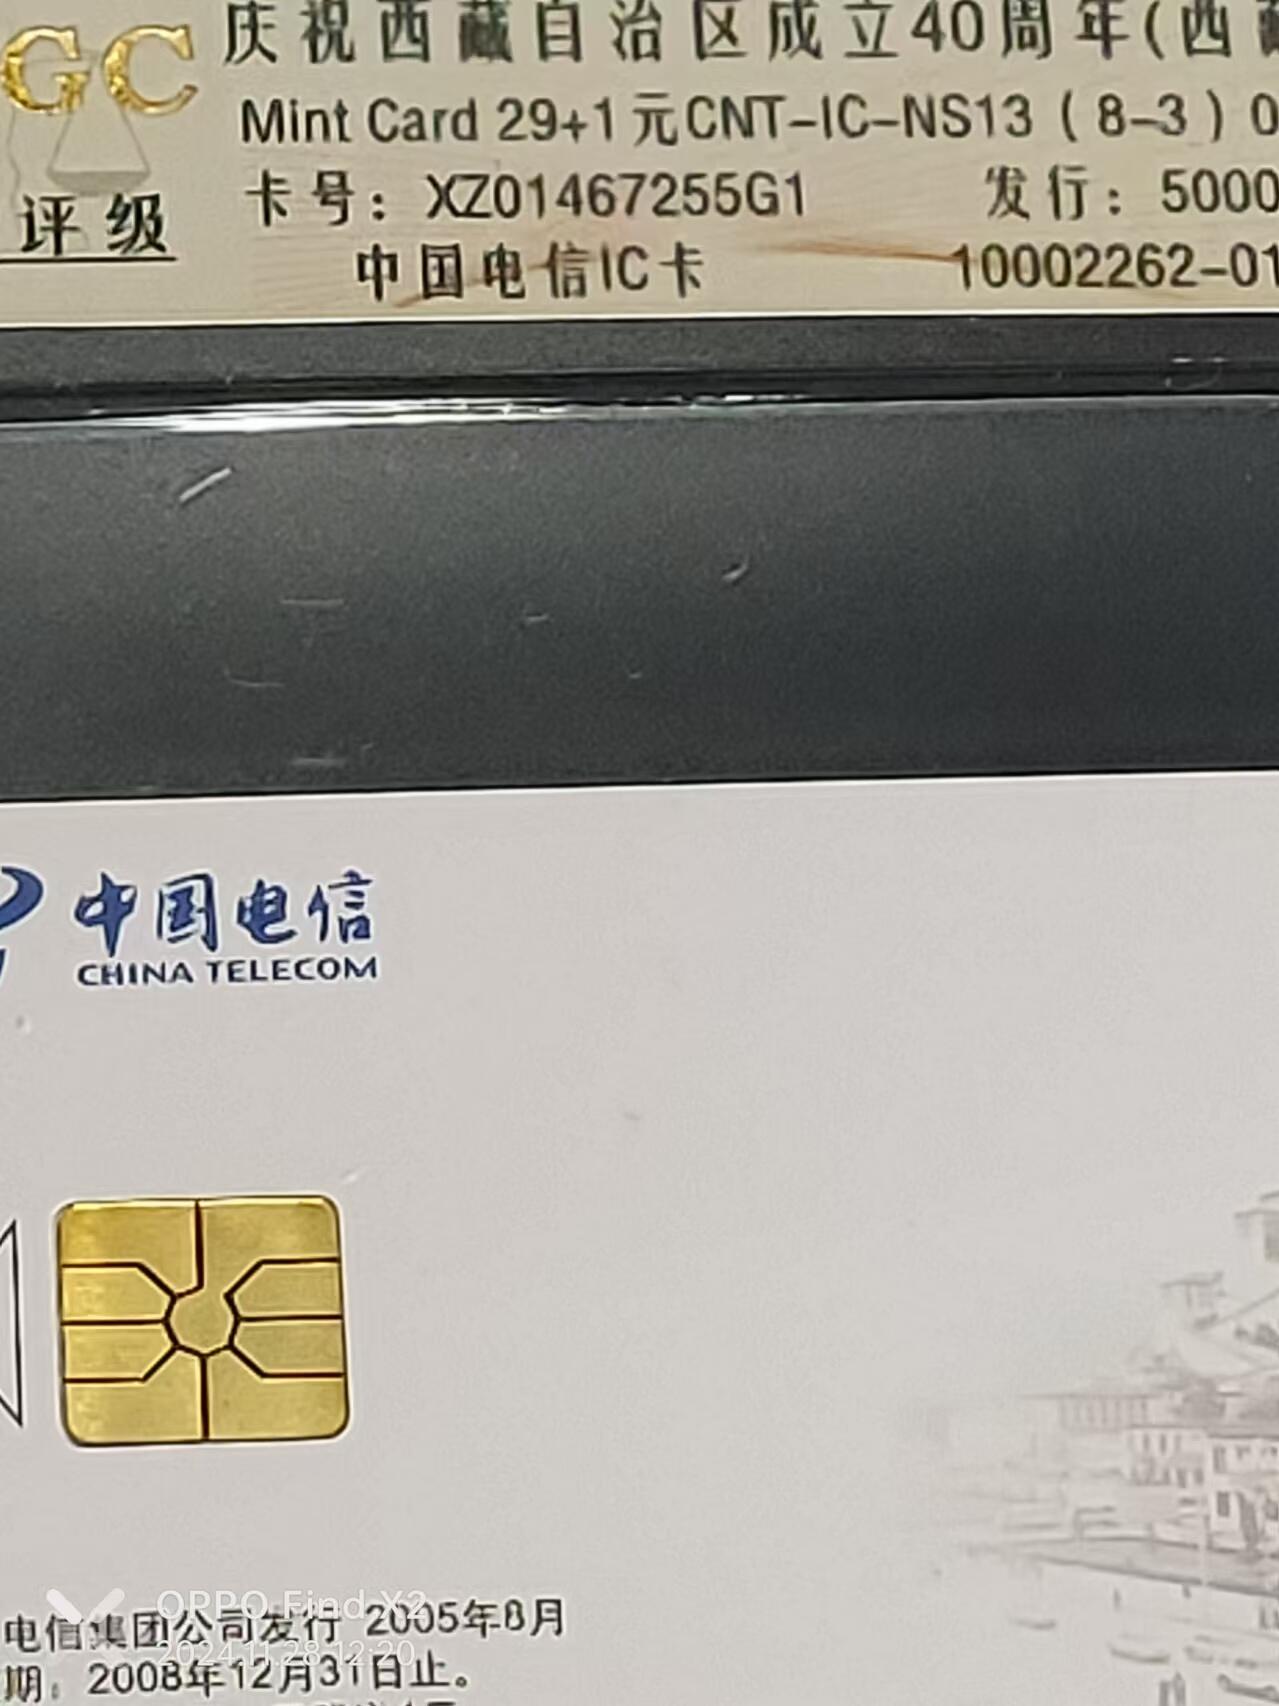 GC
庆祝西藏自治区成立40周年(西
Mint Card 29+1元CNT-IC-NS13(8-3)0
评级
卡号：XZ01467255G1 发行：5000
中国电信IC卡 10002262-01
中国电信
CHINA TELECOM
电信集团公司发行 2005年8月
期：2008年12月31日止。
OPPO Find X2
2024.11.28 12:20